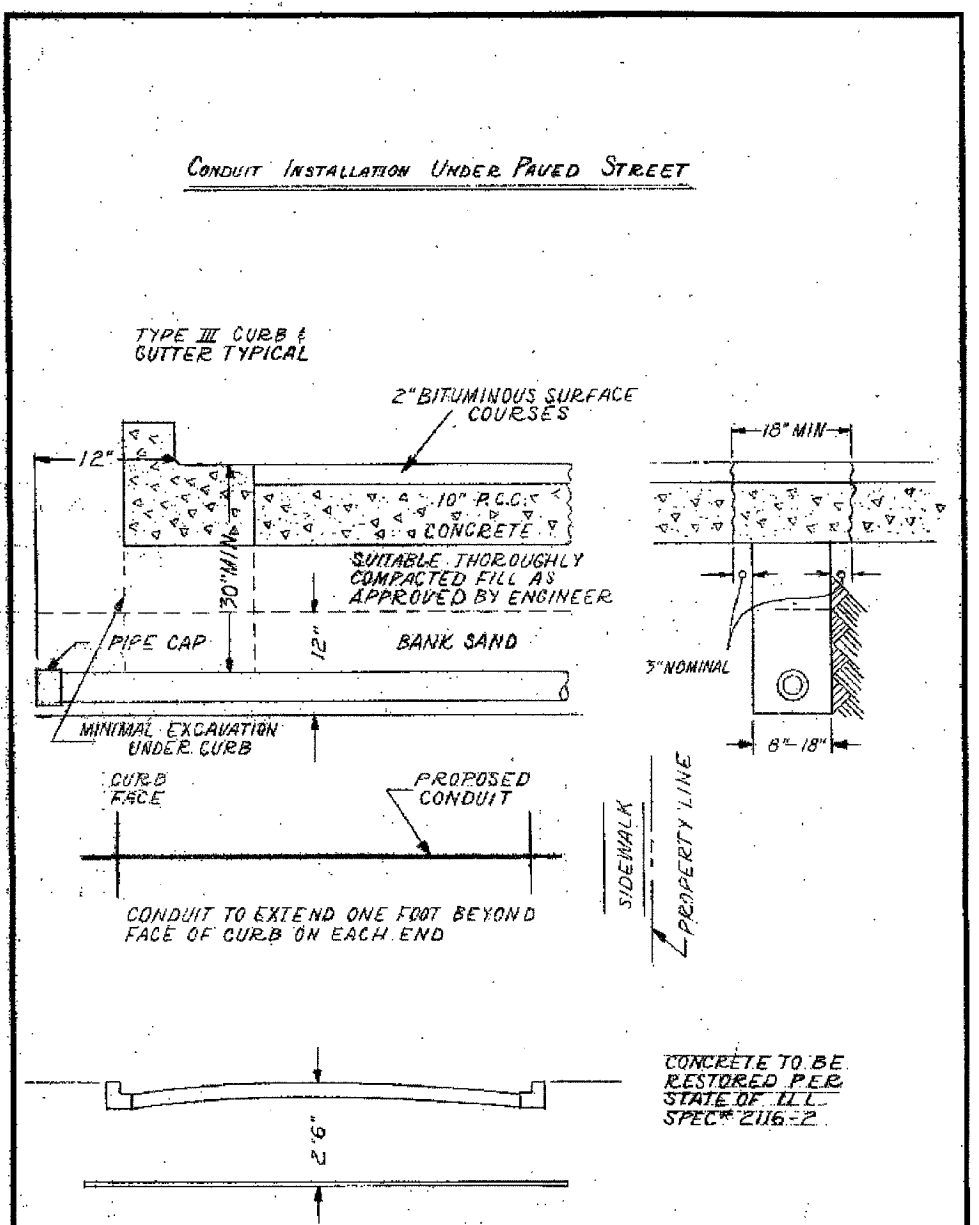 CONDUIT INSTALLATION UNDER PAVED STREET
TYPE III CURB &
GUTTER TYPICAL
2" BITUMINOUS SURFACE
COURSES
12"
18" MIN
10" P.C.C.
CONCRETE
30" MIN
SUITABLE THOROUGHLY
COMPACTED FILL AS
APPROVED BY ENGINEER
12"
PIPE CAP
BANK SAND
3" NOMINAL
MINIMAL EXCAVATION
UNDER CURB
8"-18"
CURB
FACE
PROPOSED
CONDUIT
SIDEWALK
PROPERTY LINE
CONDUIT TO EXTEND ONE FOOT BEYOND
FACE OF CURB ON EACH END
CONCRETE TO BE
RESTORED PER
STATE OF ILL
SPEC# 2116-2
2'6"